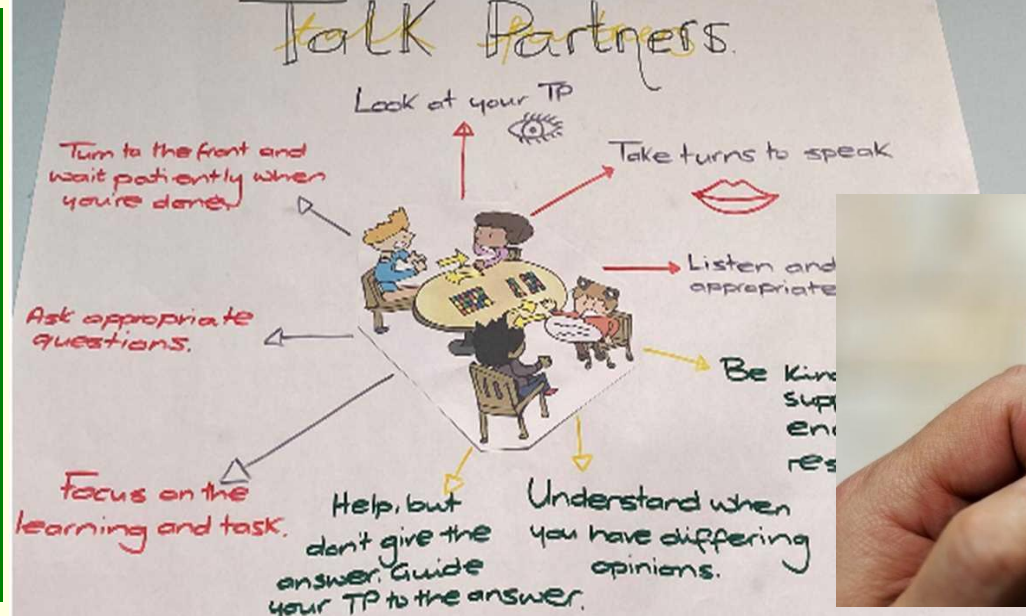 Talk Partners.
Look at your TP
Take turns to speak
Turn to the front and
wait patiently when
you're done.
Listen and
appropriate
Ask appropriate
questions.
Be
Focus on the
learning and task.
Help, but
don't give the
answer. Guide
your TP to the answer.
Understand when
you have differing
opinions.